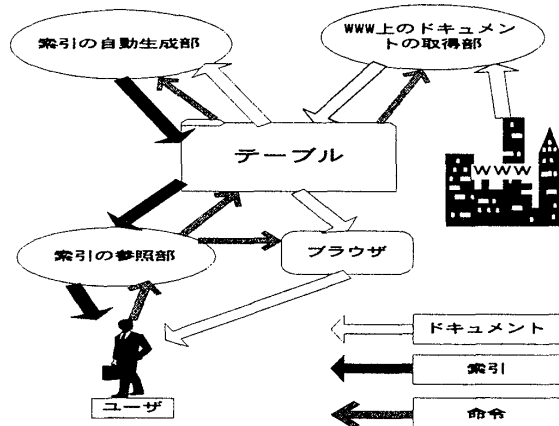 索引の自動生成部
WWW上のドキュメン
トの取得部
テーブル
WWW
索引の参照部
ブラウザ
ユーザ
ドキュメント
索引
命令